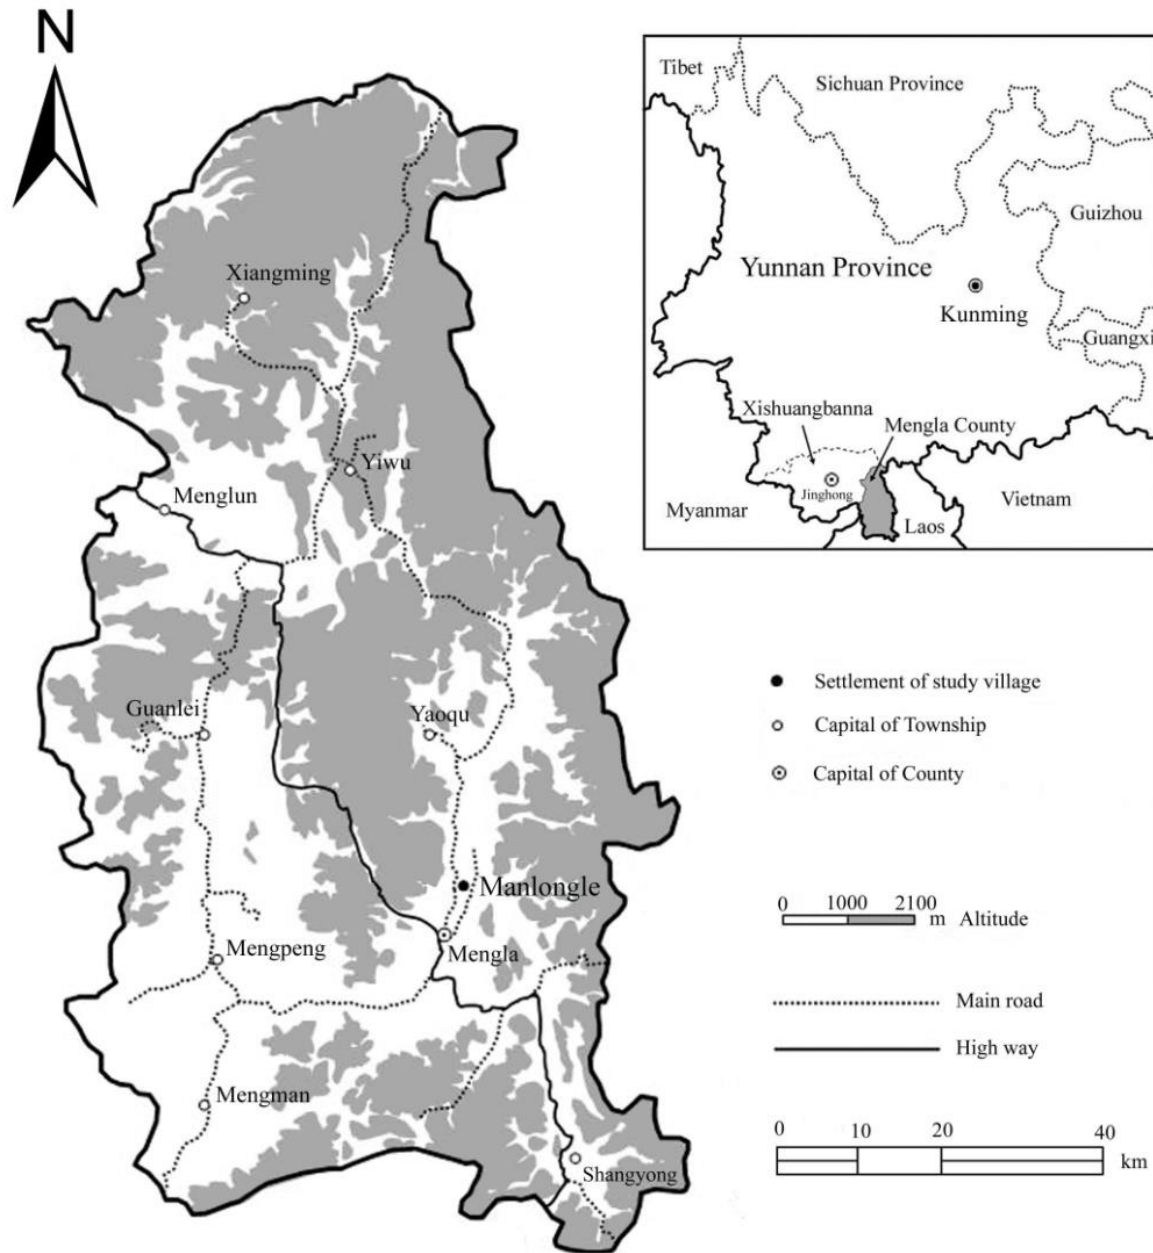 N
Tibet
Sichuan Province
Guizhou
Yunnan Province
Kunming
Guangxi
Xishuangbanna
Mengla County
Jinghong
Myanmar
Laos
Vietnam
Xiangming
Yiwu
Menglun
Guanlei
Yaoqu
Manlongle
Mengpeng
Mengla
Mengman
Shangyong
Settlement of study village
Capital of Township
Capital of County
0 1000 2100 m Altitude
Main road
High way
0 10 20 40 km